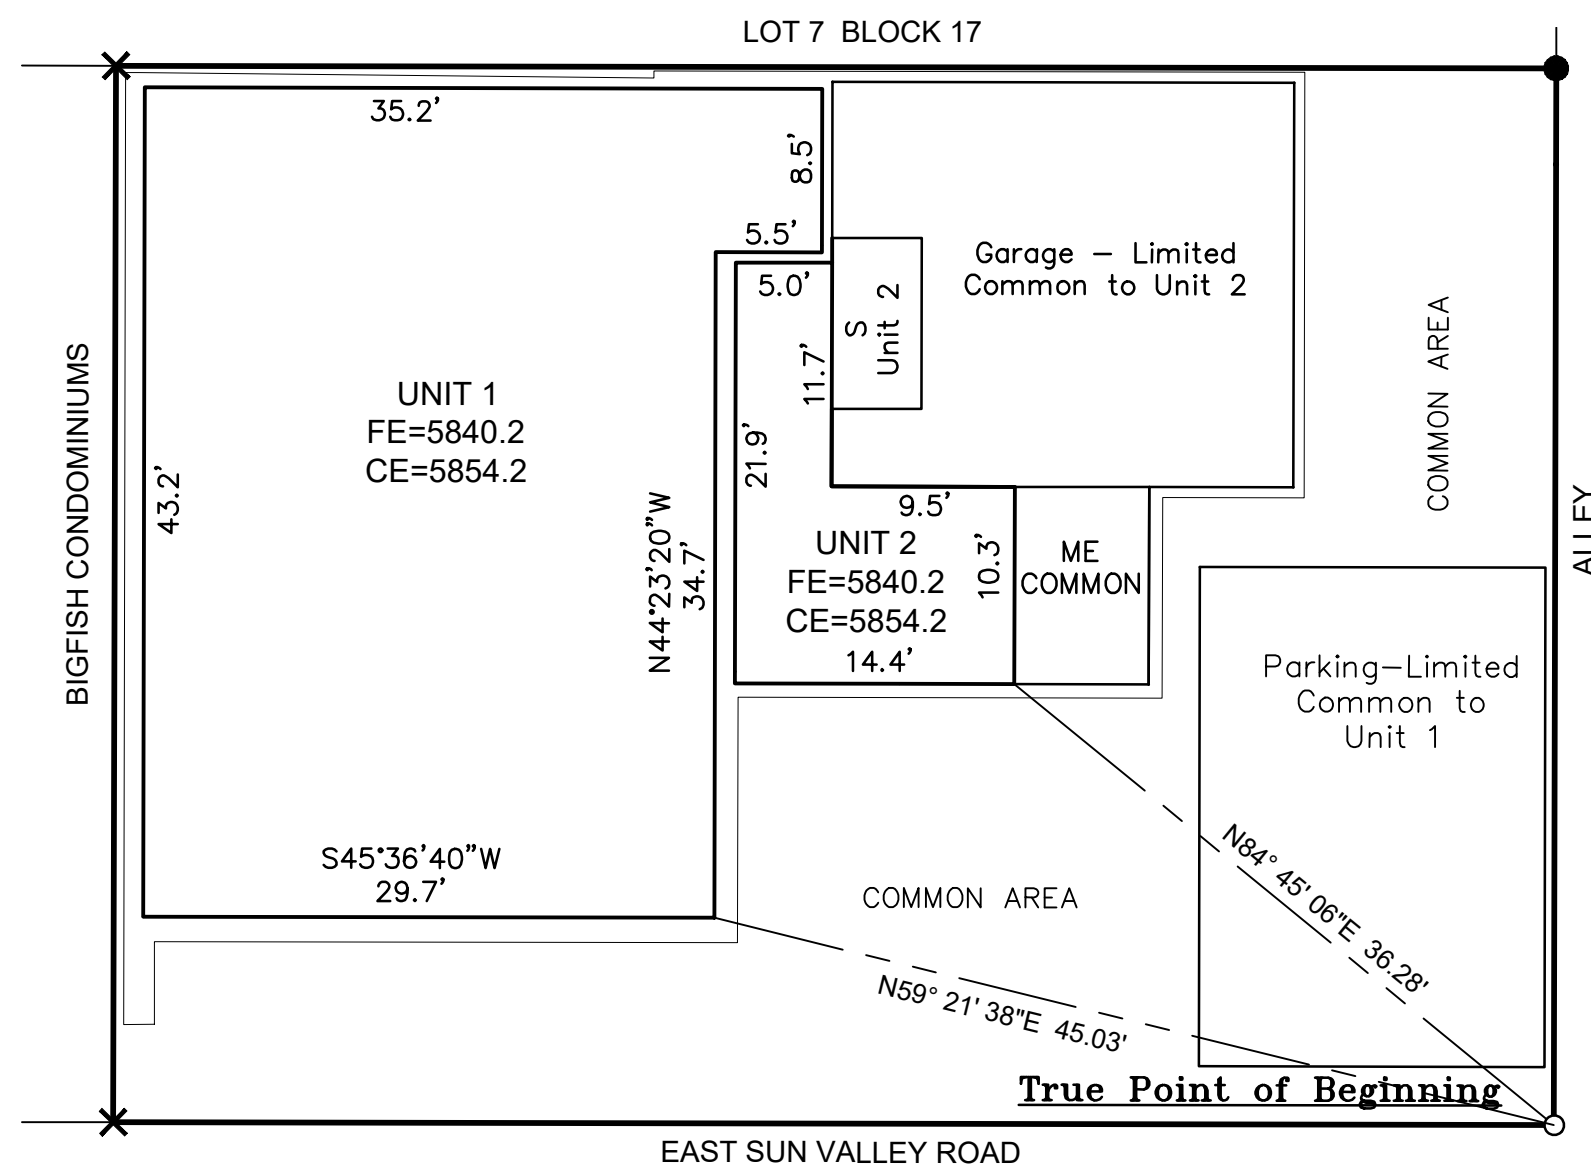 LOT 7 BLOCK 17
35.2’
8.5’
5.5’
5.0’
Garage – Limited
Common to Unit 2
S
Unit 2
11.7’
21.9’
UNIT 1
FE=5840.2
CE=5854.2
43.2’
BIGFISH CONDOMINIUMS
N44°23’20”W
34.7’
9.5’
UNIT 2
FE=5840.2
CE=5854.2
14.4’
10.3’
ME
COMMON
COMMON AREA
ALLEY
Parking–Limited
Common to
Unit 1
S45°36’40”W
29.7’
COMMON AREA
N84° 45' 06"E 36.28'
N59° 21' 38"E 45.03'
True Point of Beginning
EAST SUN VALLEY ROAD